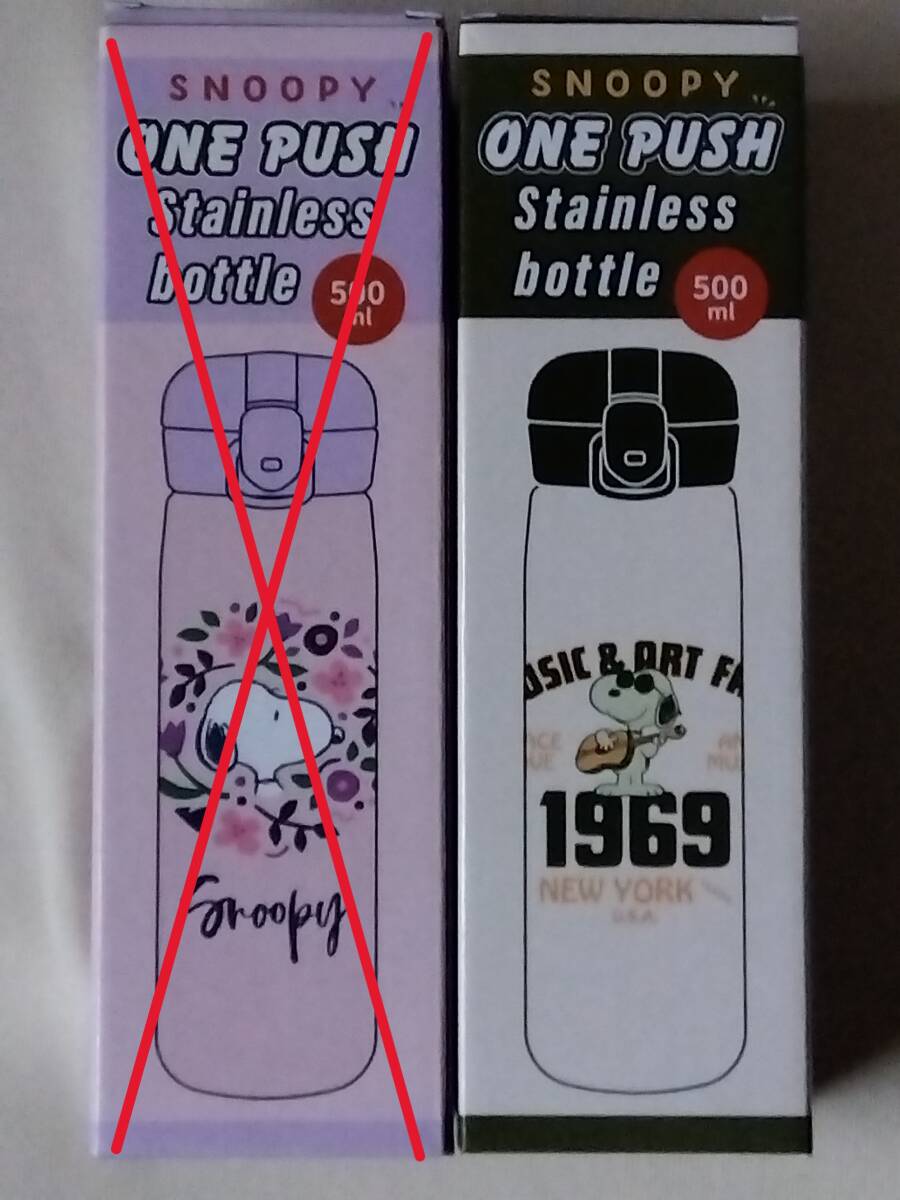 SNOOPY
ONE PUSH
Stainless
bottle
500
ml
Snoopy
SNOOPY
ONE PUSH
Stainless
bottle
500
ml
USIC & ART FA
1969
NEW YORK
U.S.A.